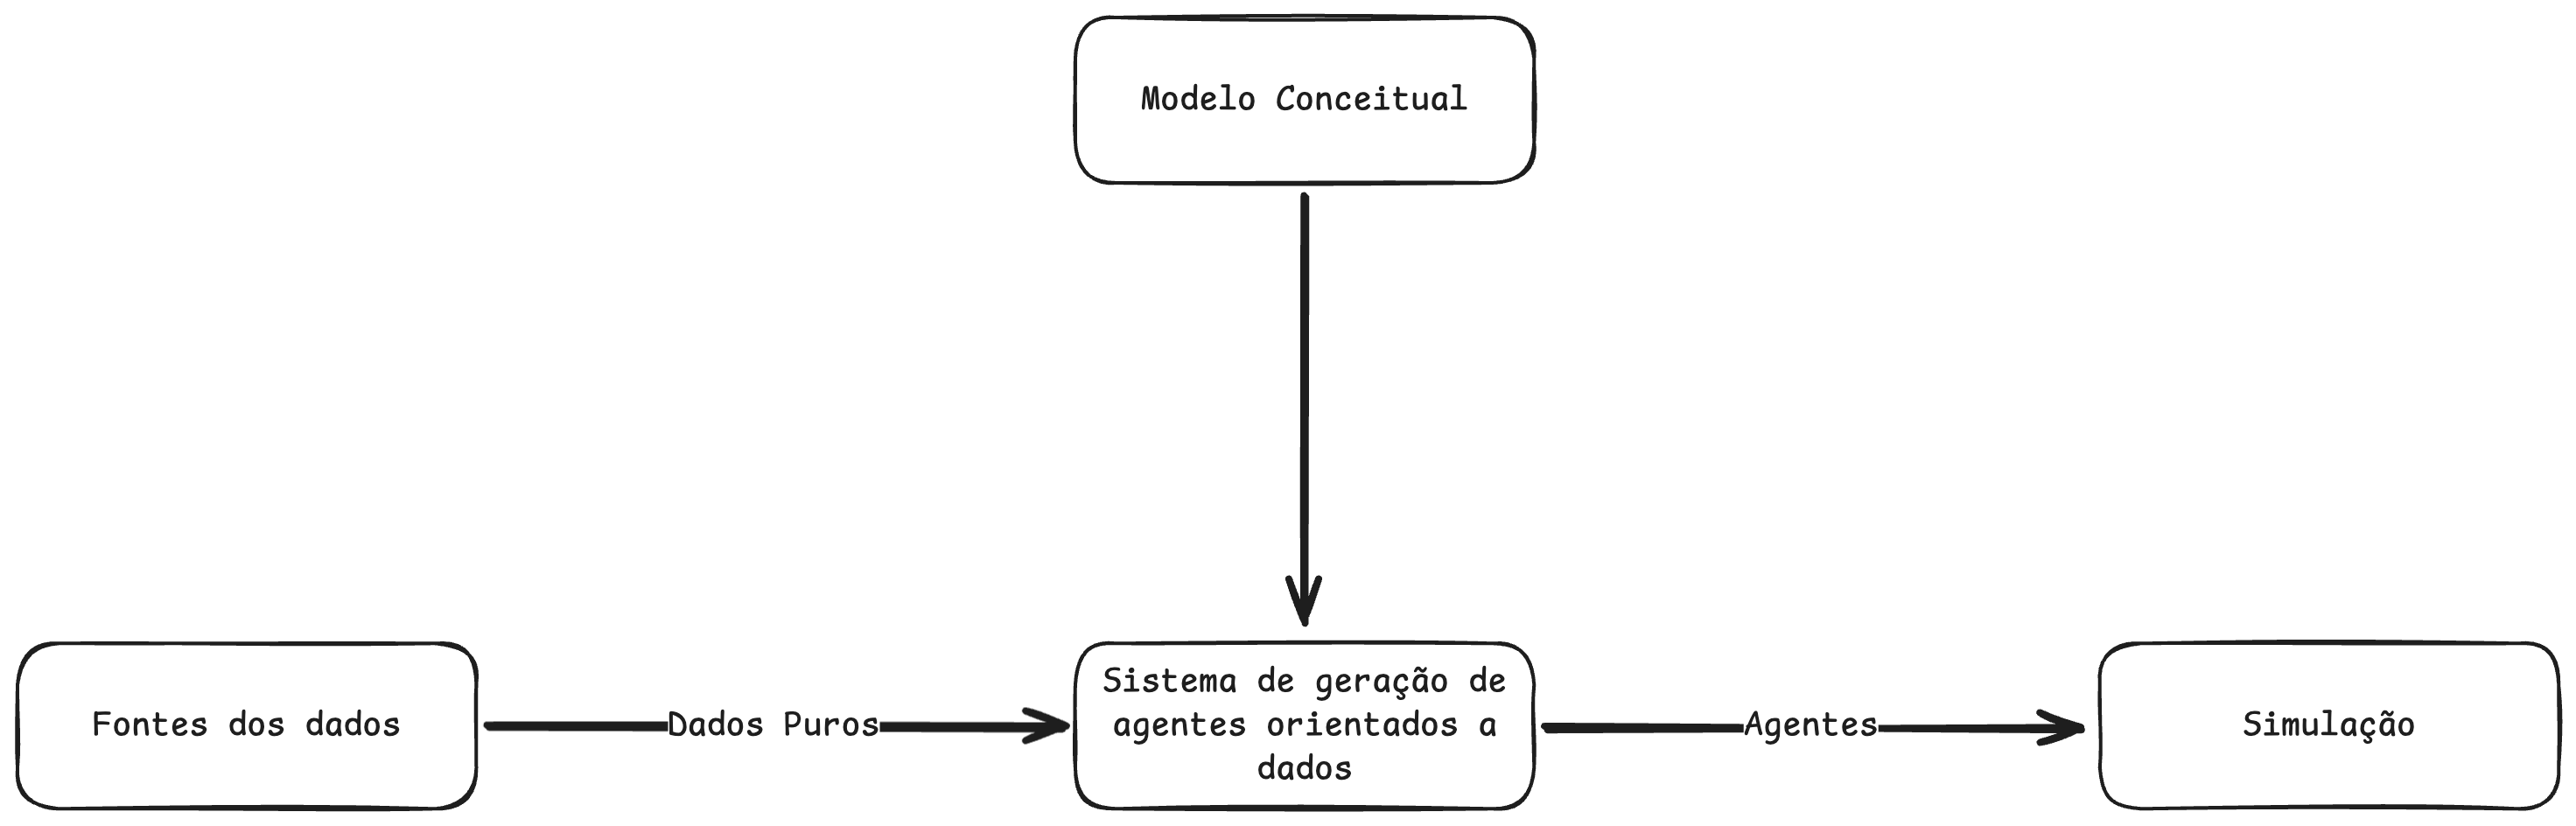 Modelo Conceitual
Fontes dos dados
Dados Puros
Sistema de geração de
agentes orientados a
dados
Agentes
Simulação